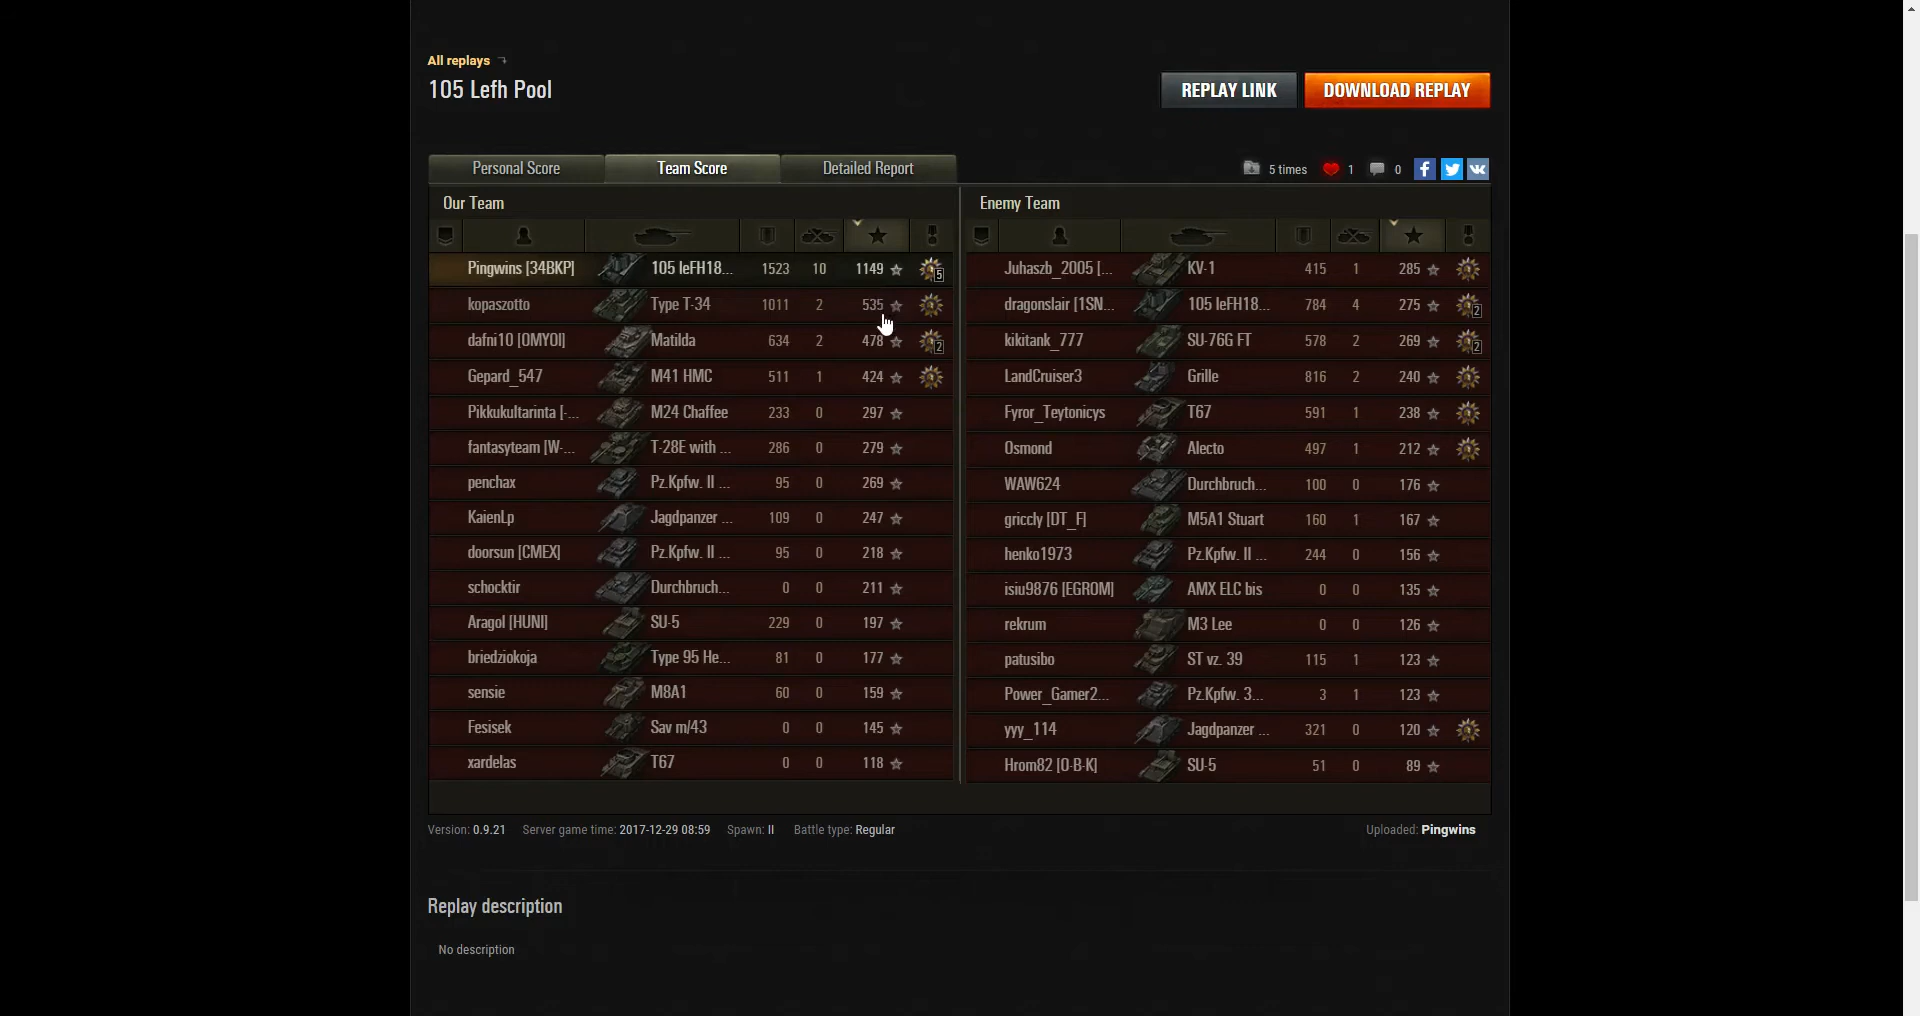 All replays
105 Lefh Pool
REPLAY LINK
DOWNLOAD REPLAY
Personal Score
Team Score
Detailed Report
5 times
1
0
Our Team
Pingwins [34BKP] 105 leFH18... 1523 10 1149 5
kopaszotto Type T-34 1011 2 535
dafni10 [OMYOI] Matilda 634 2 478 2
Gepard_547 M41 HMC 511 1 424
Pikkukultarinta [-... M24 Chaffee 233 0 297
fantasyteam [W-... T-28E with ... 286 0 279
penchax Pz.Kpfw. II ... 95 0 269
KaienLp Jagdpanzer ... 109 0 247
doorsun [CMEX] Pz.Kpfw. II ... 95 0 218
schocktir Durchbruch... 0 0 211
Aragol [HUNI] SU-5 229 0 197
briedziokoja Type 95 He... 81 0 177
sensie M8A1 60 0 159
Fesisek Sav m/43 0 0 145
xardelas T67 0 0 118
Enemy Team
Juhaszb_2005 [... KV-1 415 1 285
dragonslair [1SN... 105 leFH18... 784 4 275 2
kikitank_777 SU-76G FT 578 2 269 2
LandCruiser3 Grille 816 2 240
Fyror_Teytonicys T67 591 1 238
Osmond Alecto 497 1 212
WAW624 Durchbruch... 100 0 176
griccly [DT_F] M5A1 Stuart 160 1 167
henko1973 Pz.Kpfw. II ... 244 0 156
isiu9876 [EGROM] AMX ELC bis 0 0 135
rekrum M3 Lee 0 0 126
patusibo ST vz. 39 115 1 123
Power_Gamer2... Pz.Kpfw. 3... 3 1 123
yyy_114 Jagdpanzer ... 321 0 120
Hrom82 [O-B-K] SU-5 51 0 89
Version: 0.9.21 Server game time: 2017-12-29 08:59 Spawn: II Battle type: Regular
Uploaded: Pingwins
Replay description
No description